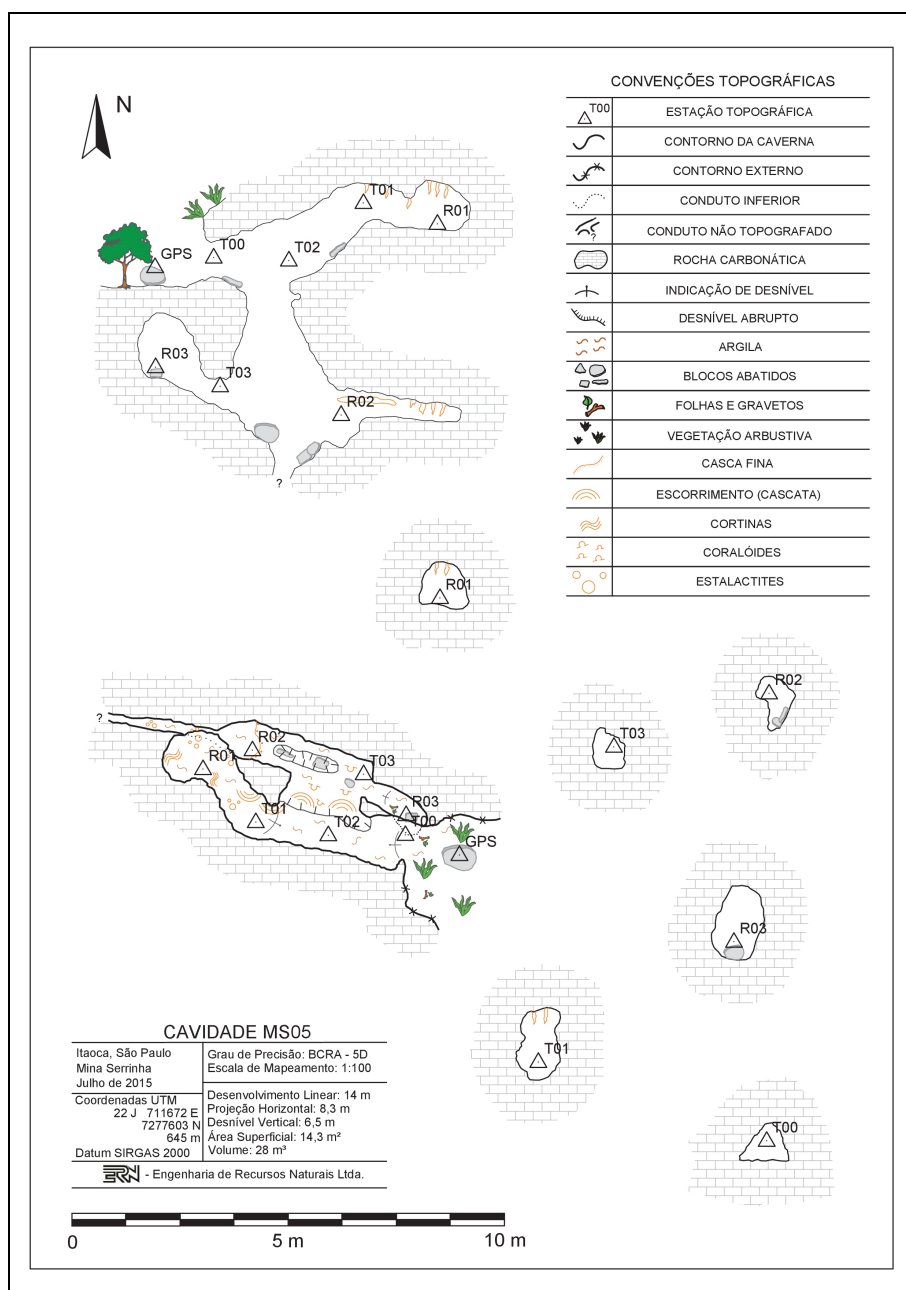 N
CONVENÇÕES TOPOGRÁFICAS
T00
ESTAÇÃO TOPOGRÁFICA
CONTORNO DA CAVERNA
CONTORNO EXTERNO
CONDUTO INFERIOR
?
CONDUTO NÃO TOPOGRAFADO
ROCHA CARBONÁTICA
INDICAÇÃO DE DESNÍVEL
DESNÍVEL ABRUPTO
ARGILA
BLOCOS ABATIDOS
FOLHAS E GRAVETOS
VEGETAÇÃO ARBUSTIVA
CASCA FINA
ESCORRIMENTO (CASCATA)
CORTINAS
CORALÓIDES
ESTALACTITES
T01
R01
T00
T02
GPS
R03
T03
R02
?
R01
R02
T03
?
R02
R01
T03
R03
T01
T02
T00
GPS
R03
T01
T00
CAVIDADE MS05
Itaoca, São Paulo
Mina Serrinha
Julho de 2015
Grau de Precisão: BCRA - 5D
Escala de Mapeamento: 1:100
Coordenadas UTM
22 J 711672 E
7277603 N
645 m
Datum SIRGAS 2000
Desenvolvimento Linear: 14 m
Projeção Horizontal: 8,3 m
Desnível Vertical: 6,5 m
Área Superficial: 14,3 m²
Volume: 28 m³
ERN - Engenharia de Recursos Naturais Ltda.
0 5 m 10 m